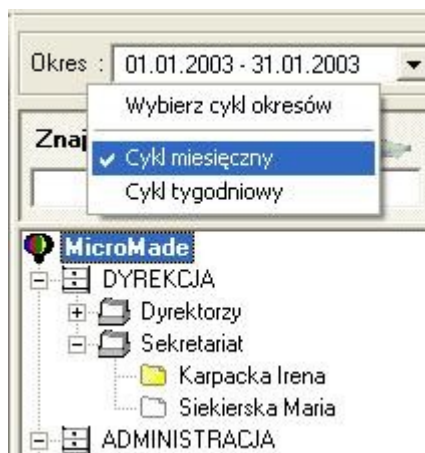 Okres : 01.01.2003 - 31.01.2003
Wybierz cykl okresów
Znaj
Cykl miesięczny
Cykl tygodniowy
MicroMade
DYREKCJA
Dyrektorzy
Sekretariat
Karpacka Irena
Siekierska Maria
ADMINISTRACJA